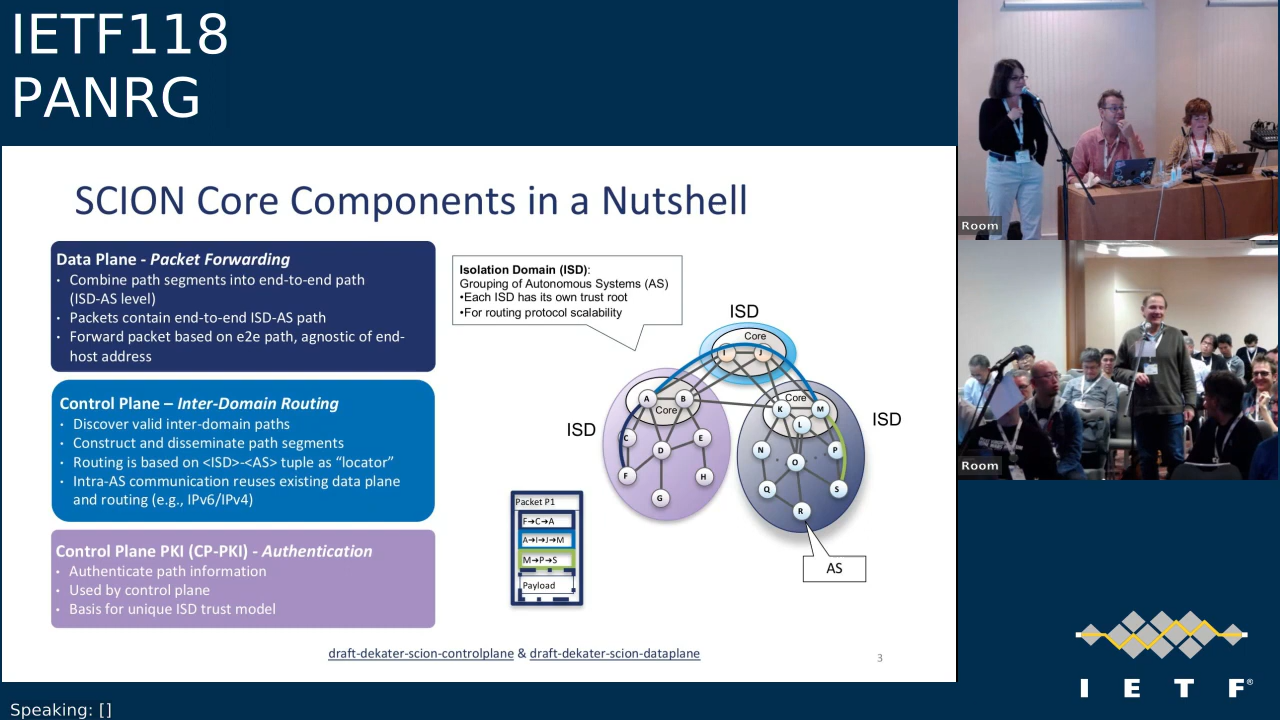 IETF118
PANRG
SCION Core Components in a Nutshell
Data Plane - Packet Forwarding
• Combine path segments into end-to-end path
(ISD-AS level)
• Packets contain end-to-end ISD-AS path
• Forward packet based on e2e path, agnostic of end-
host address
Control Plane – Inter-Domain Routing
• Discover valid inter-domain paths
• Construct and disseminate path segments
• Routing is based on <ISD>-<AS> tuple as “locator”
• Intra-AS communication reuses existing data plane
and routing (e.g., IPv6/IPv4)
Control Plane PKI (CP-PKI) - Authentication
• Authenticate path information
• Used by control plane
• Basis for unique ISD trust model
Isolation Domain (ISD):
Grouping of Autonomous Systems (AS)
•Each ISD has its own trust root
•For routing protocol scalability
ISD
Core
I
J
ISD
A
B
Core
C
D
E
F
G
H
ISD
Core
K
L
M
N
O
P
Q
R
S
AS
Packet P1
F➔C➔A
A➔I➔J➔M
M➔P➔S
Payload
draft-dekater-scion-controlplane & draft-dekater-scion-dataplane
3
Room
Room
I E T F®
Speaking: []